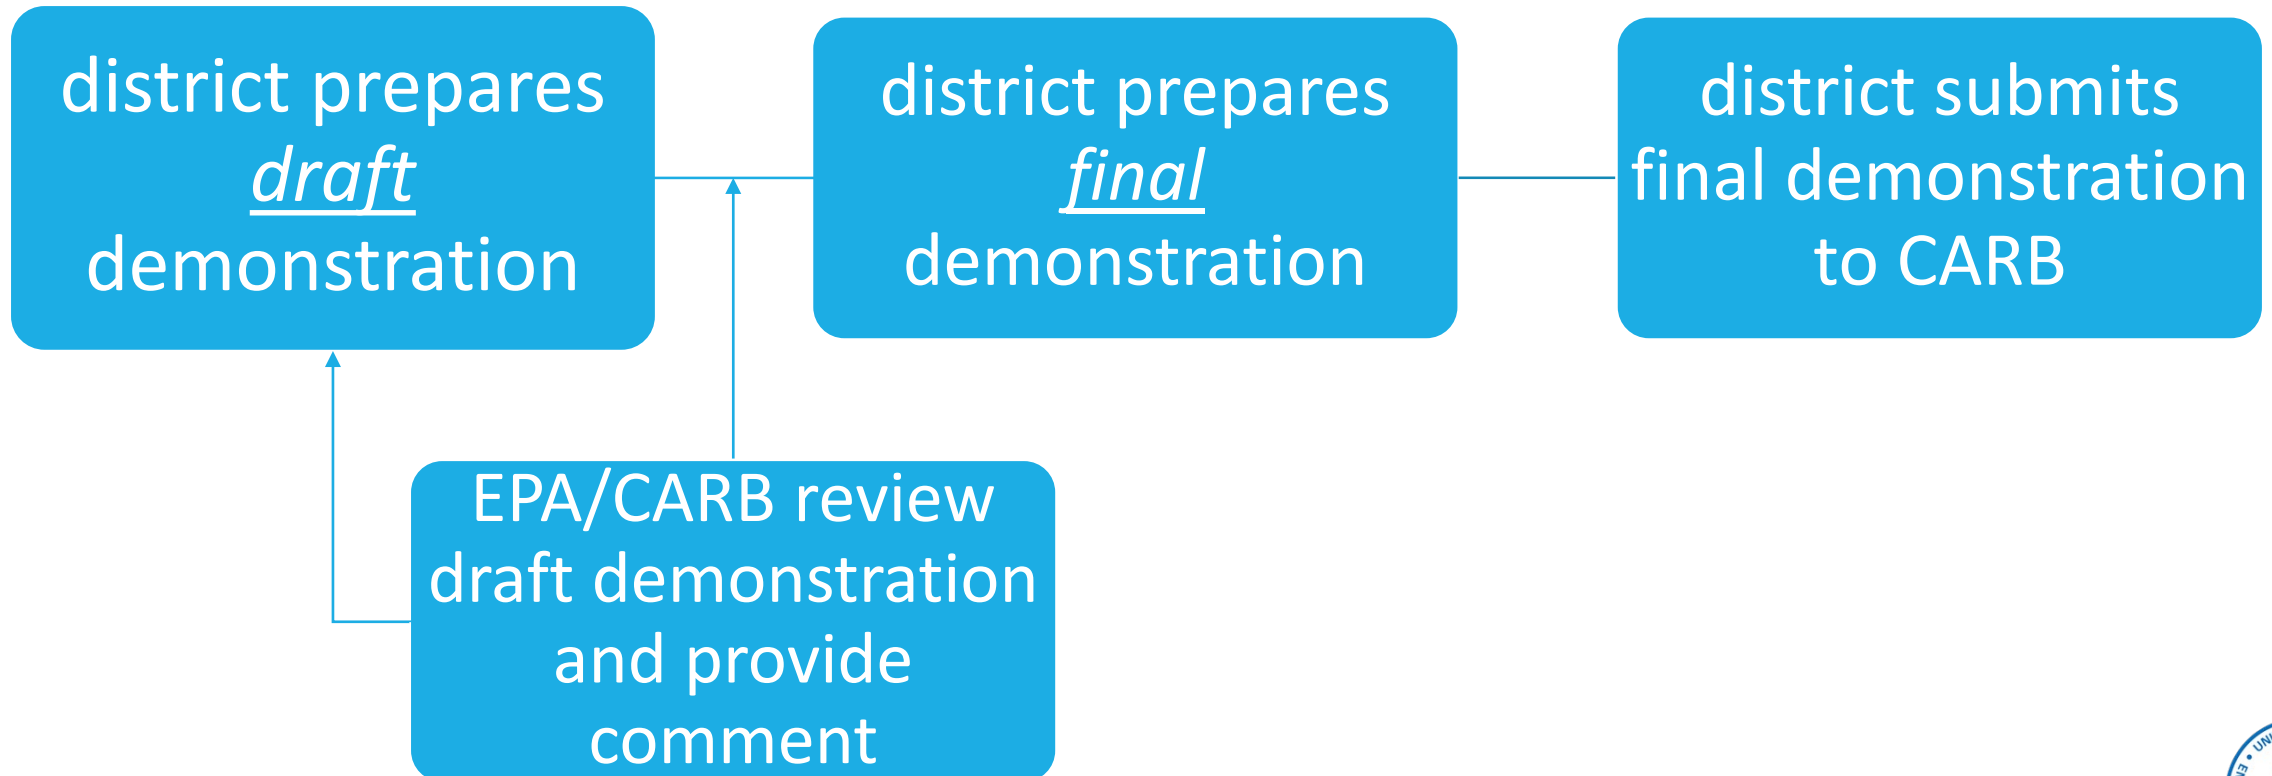 district prepares
draft
demonstration
district prepares
final
demonstration
district submits
final demonstration
to CARB
EPA/CARB review
draft demonstration
and provide
comment